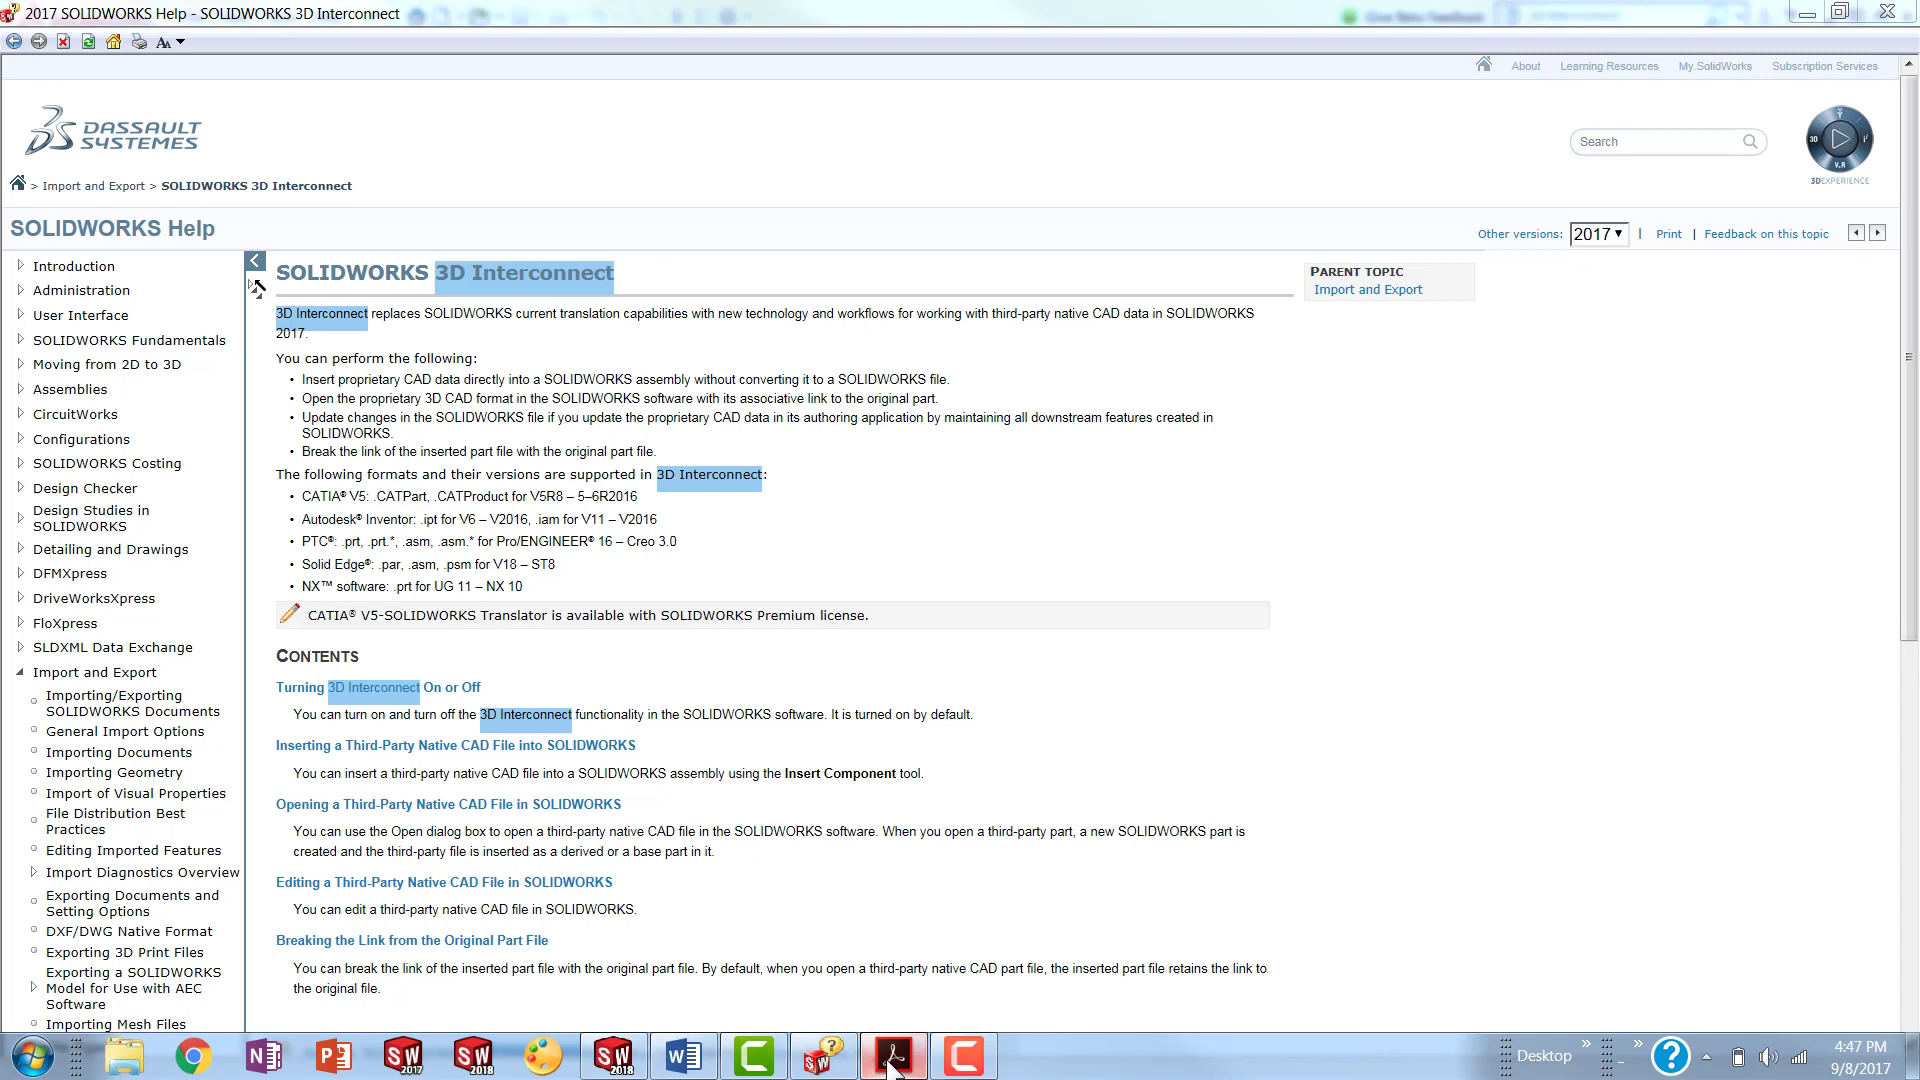 2017 SOLIDWORKS Help - SOLIDWORKS 3D Interconnect
About Learning Resources My.SolidWorks Subscription Services
DASSAULT
SYSTEMES
Search
3D
V.R
3DEXPERIENCE
> Import and Export > SOLIDWORKS 3D Interconnect
SOLIDWORKS Help
Other versions: 2017 | Print | Feedback on this topic
Introduction
Administration
User Interface
SOLIDWORKS Fundamentals
Moving from 2D to 3D
Assemblies
CircuitWorks
Configurations
SOLIDWORKS Costing
Design Checker
Design Studies in
SOLIDWORKS
Detailing and Drawings
DFMXpress
DriveWorksXpress
FloXpress
SLDXML Data Exchange
Import and Export
Importing/Exporting
SOLIDWORKS Documents
General Import Options
Importing Documents
Importing Geometry
Import of Visual Properties
File Distribution Best
Practices
Editing Imported Features
Import Diagnostics Overview
Exporting Documents and
Setting Options
DXF/DWG Native Format
Exporting 3D Print Files
Exporting a SOLIDWORKS
Model for Use with AEC
Software
Importing Mesh Files
SOLIDWORKS 3D Interconnect
3D Interconnect replaces SOLIDWORKS current translation capabilities with new technology and workflows for working with third-party native CAD data in SOLIDWORKS
2017.
You can perform the following:
• Insert proprietary CAD data directly into a SOLIDWORKS assembly without converting it to a SOLIDWORKS file.
• Open the proprietary 3D CAD format in the SOLIDWORKS software with its associative link to the original part.
• Update changes in the SOLIDWORKS file if you update the proprietary CAD data in its authoring application by maintaining all downstream features created in
SOLIDWORKS.
• Break the link of the inserted part file with the original part file.
The following formats and their versions are supported in 3D Interconnect:
• CATIA® V5: .CATPart, .CATProduct for V5R8 – 5–6R2016
• Autodesk® Inventor: .ipt for V6 – V2016, .iam for V11 – V2016
• PTC®: .prt, .prt.*, .asm, .asm.* for Pro/ENGINEER® 16 – Creo 3.0
• Solid Edge®: .par, .asm, .psm for V18 – ST8
• NX™ software: .prt for UG 11 – NX 10
CATIA® V5-SOLIDWORKS Translator is available with SOLIDWORKS Premium license.
CONTENTS
Turning 3D Interconnect On or Off
You can turn on and turn off the 3D Interconnect functionality in the SOLIDWORKS software. It is turned on by default.
Inserting a Third-Party Native CAD File into SOLIDWORKS
You can insert a third-party native CAD file into a SOLIDWORKS assembly using the Insert Component tool.
Opening a Third-Party Native CAD File in SOLIDWORKS
You can use the Open dialog box to open a third-party native CAD file in the SOLIDWORKS software. When you open a third-party part, a new SOLIDWORKS part is
created and the third-party file is inserted as a derived or a base part in it.
Editing a Third-Party Native CAD File in SOLIDWORKS
You can edit a third-party native CAD file in SOLIDWORKS.
Breaking the Link from the Original Part File
You can break the link of the inserted part file with the original part file. By default, when you open a third-party native CAD part file, the inserted part file retains the link to
the original file.
PARENT TOPIC
Import and Export
SW 2017
SW 2018
SW 2018
Desktop
4:47 PM
9/8/2017